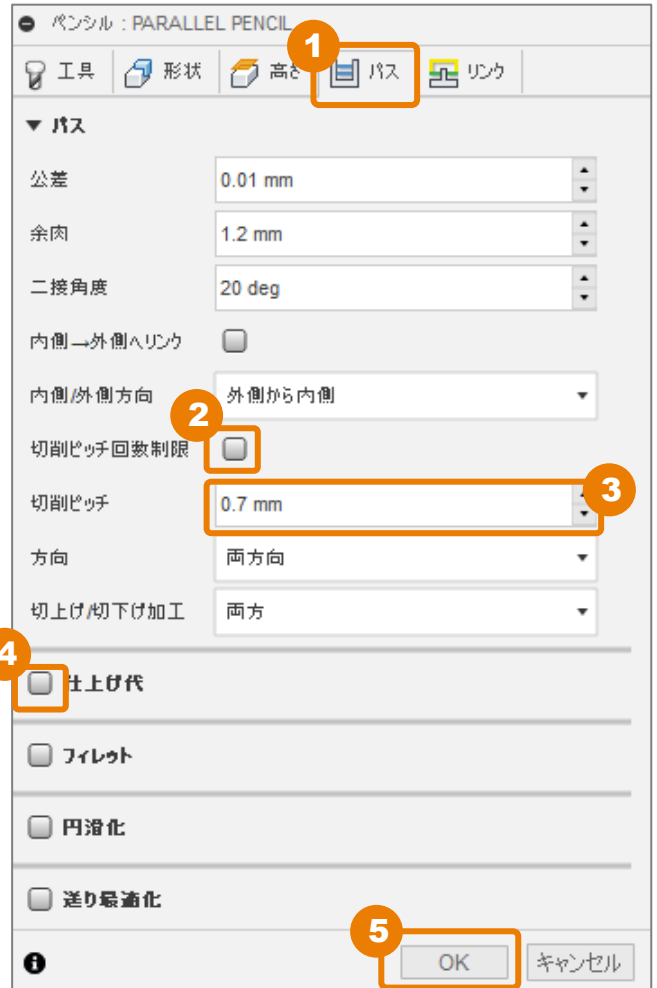 ペンシル : PARALLEL PENCIL
1
工具 形状 高さ パス リンク
▼ パス
公差 0.01 mm
余肉 1.2 mm
二接角度 20 deg
内側→外側へリンク
内側/外側方向 外側から内側
2
切削ピッチ回数制限
3
切削ピッチ 0.7 mm
方向 両方向
切上げ/切下げ加工 両方
4
仕上げ代
フィレット
円滑化
送り最適化
5
OK キャンセル